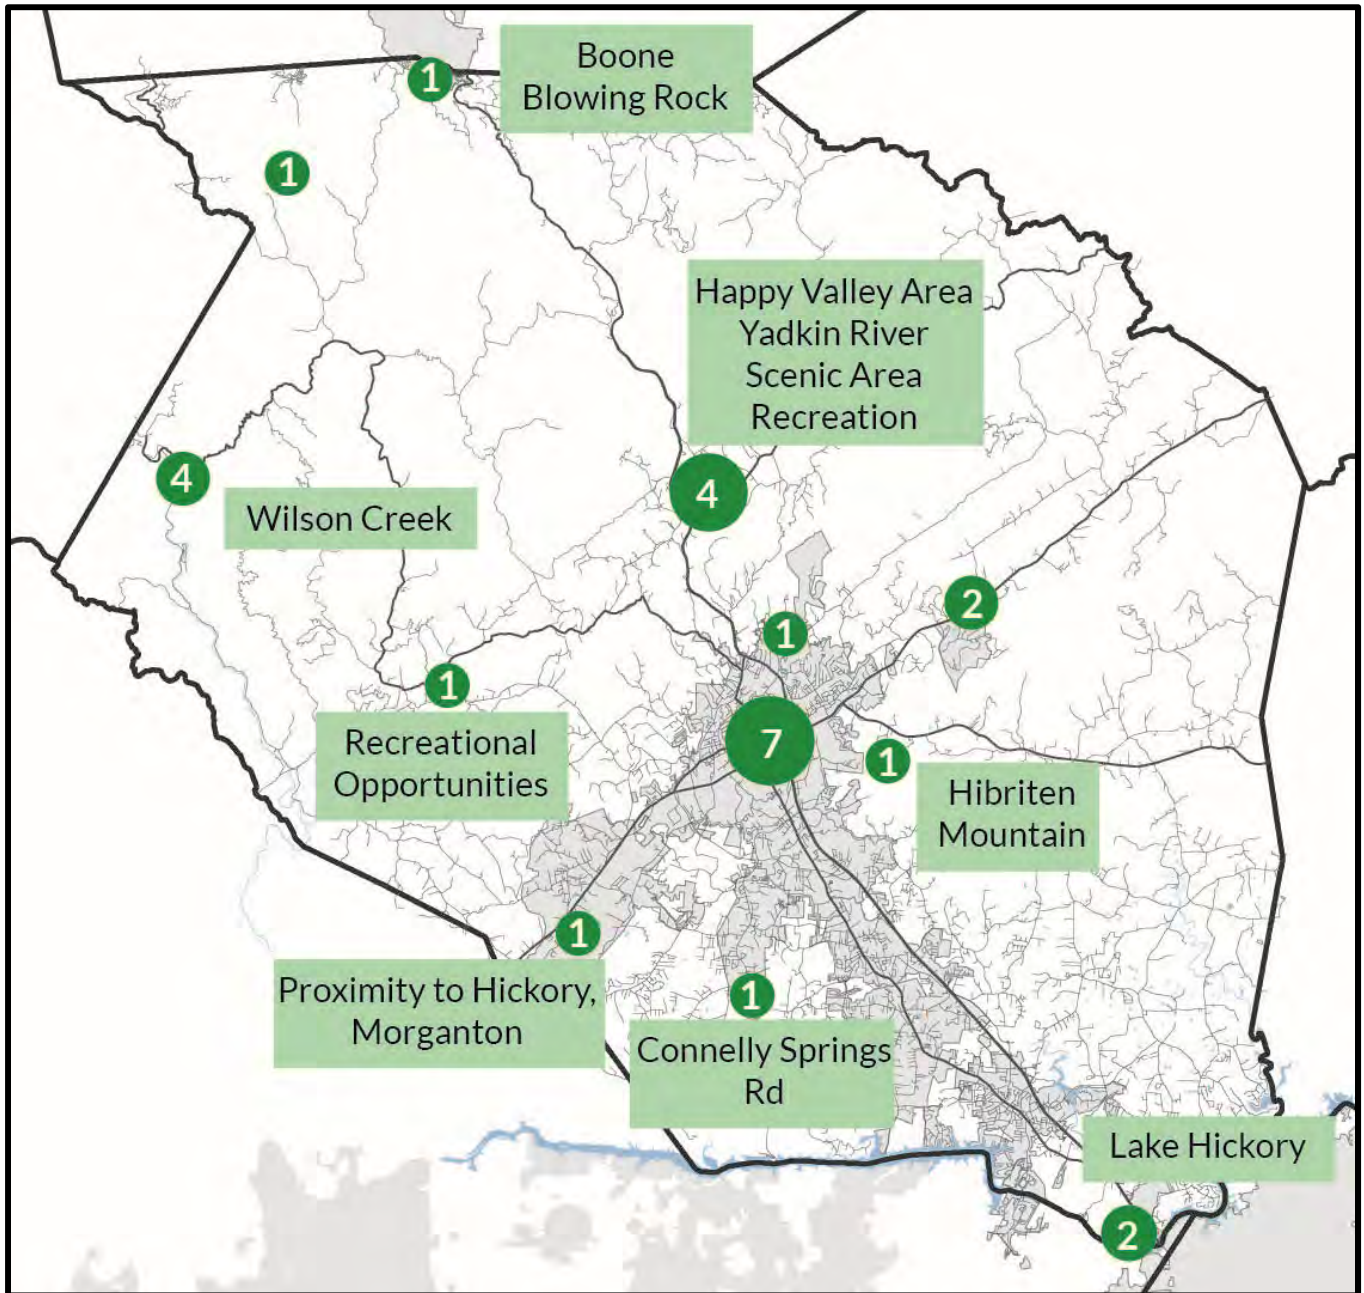 Boone
Blowing Rock
1
1
Happy Valley Area
Yadkin River
Scenic Area
Recreation
4
4
Wilson Creek
2
1
1
Recreational
Opportunities
7
1
Hibriten
Mountain
1
Proximity to Hickory,
Morganton
1
Connelly Springs
Rd
Lake Hickory
2